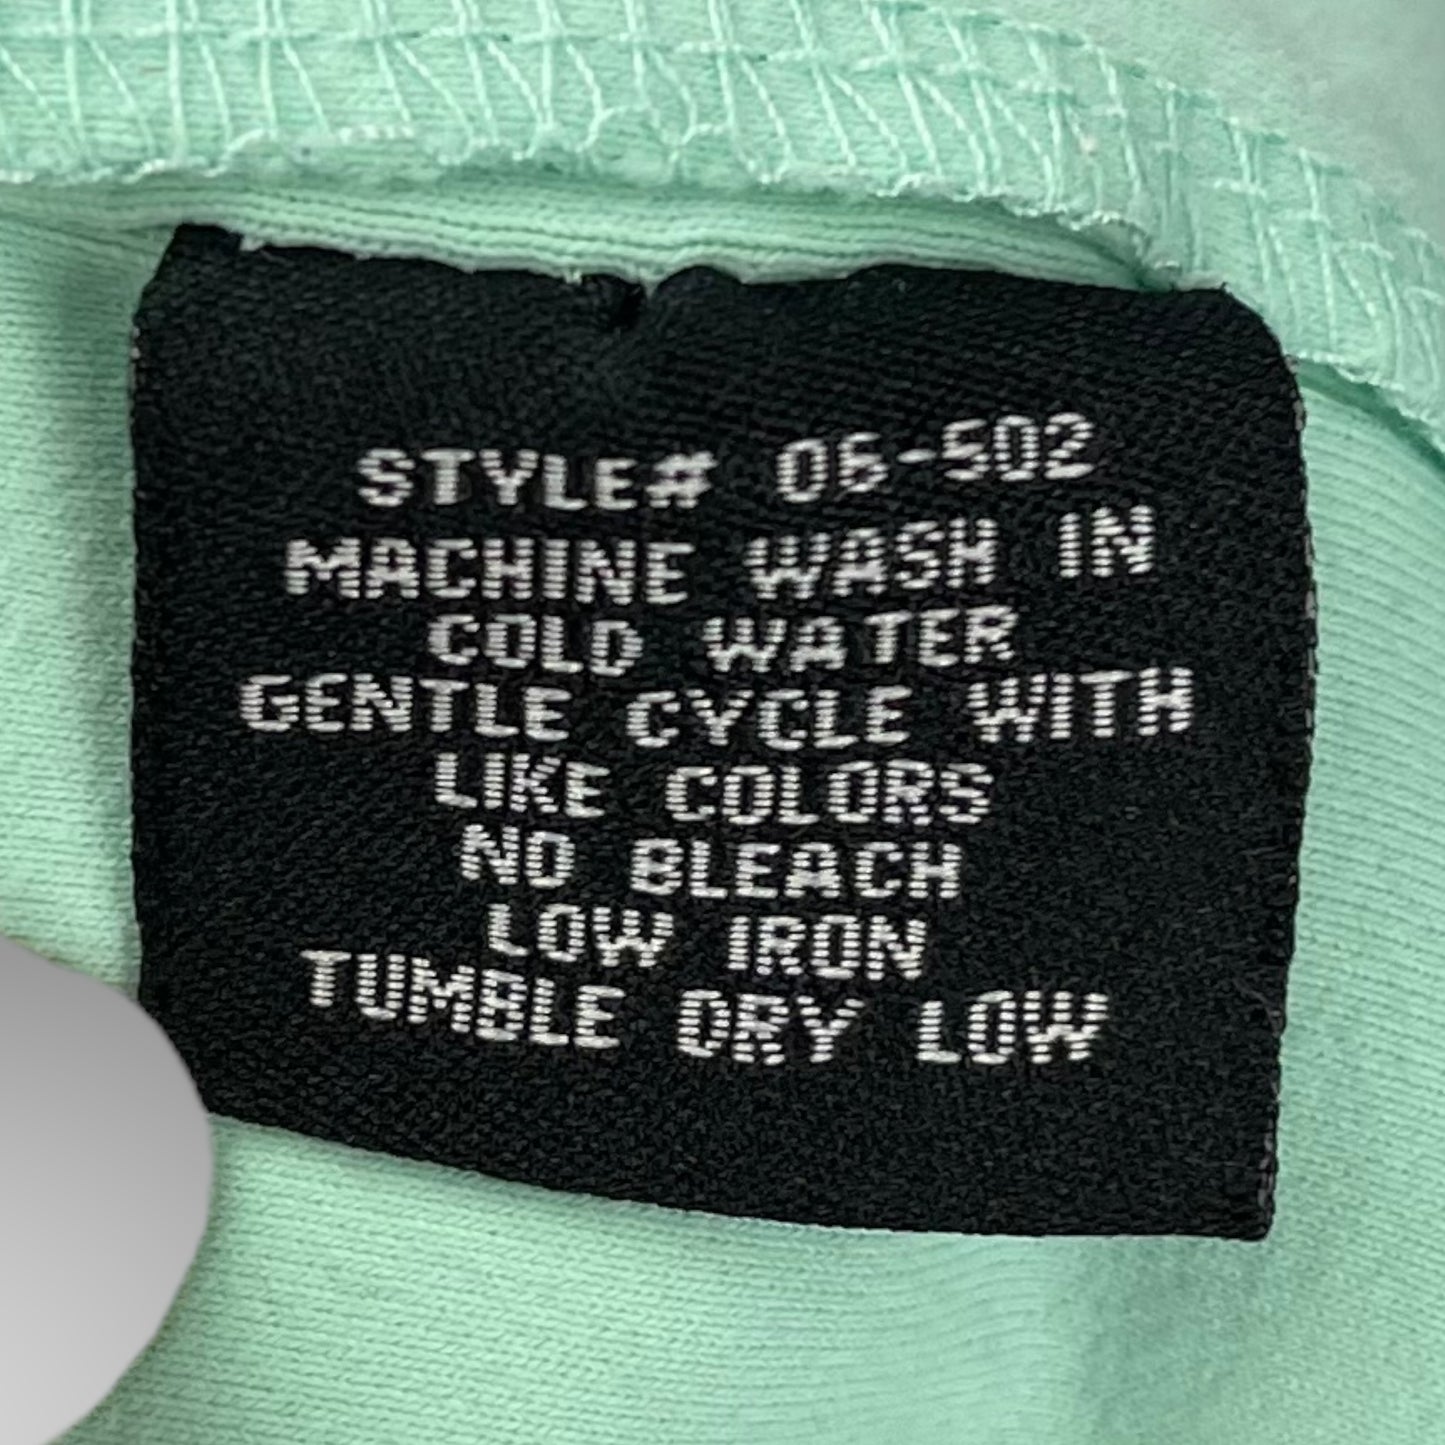 STYLE# 06-502
MACHINE WASH IN
COLD WATER
GENTLE CYCLE WITH
LIKE COLORS
NO BLEACH
LOW IRON
TUMBLE DRY LOW